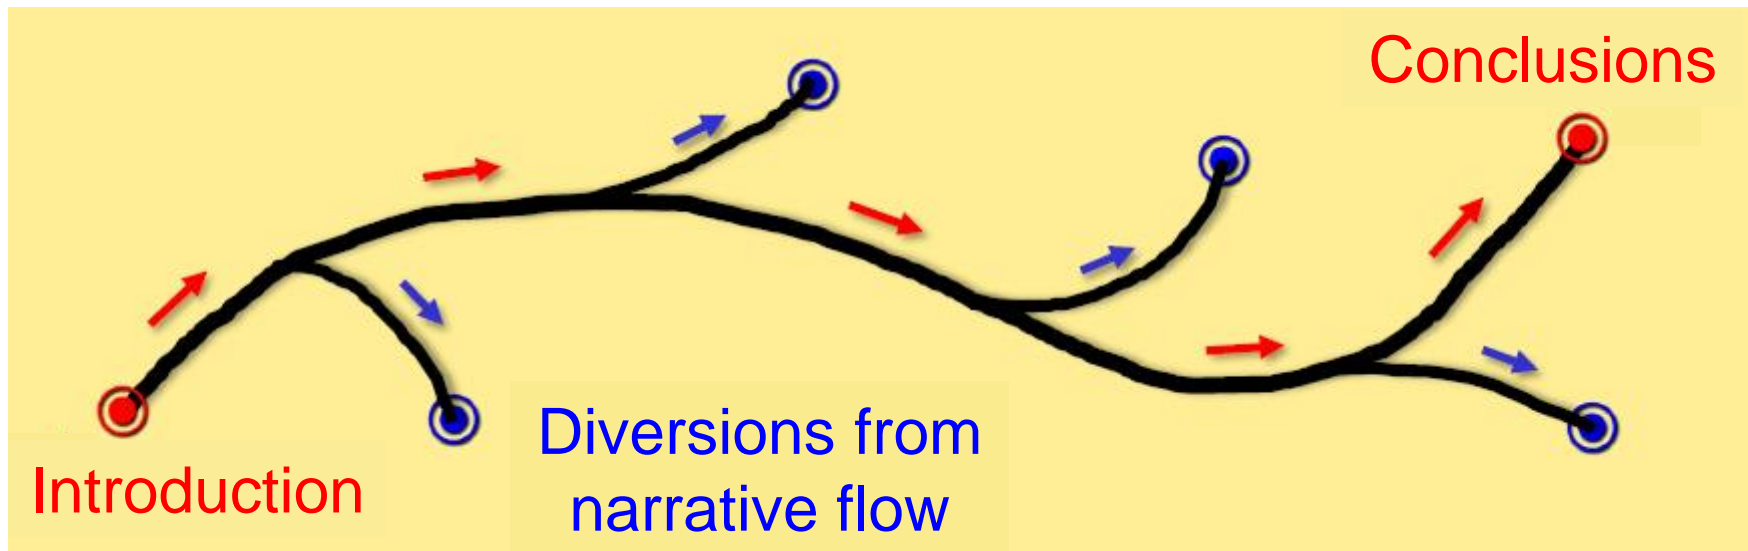 Conclusions
Diversions from
narrative flow
Introduction